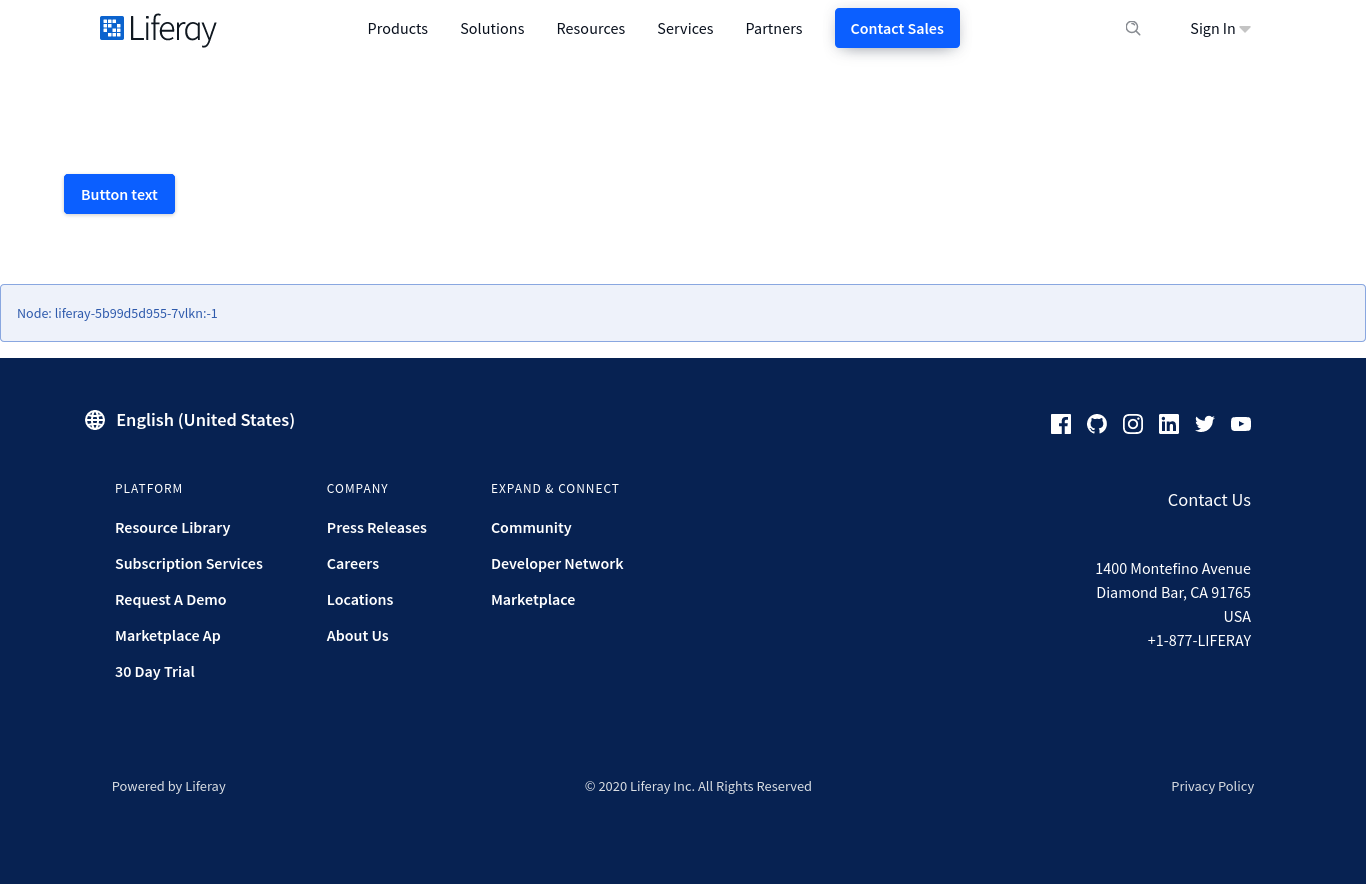 Liferay
Products Solutions Resources Services Partners Contact Sales Sign In
Button text
Node: liferay-5b99d5d955-7vlkn:-1
English (United States)
PLATFORM
Resource Library
Subscription Services
Request A Demo
Marketplace Ap
30 Day Trial
COMPANY
Press Releases
Careers
Locations
About Us
EXPAND & CONNECT
Community
Developer Network
Marketplace
Contact Us
1400 Montefino Avenue
Diamond Bar, CA 91765
USA
+1-877-LIFERAY
Powered by Liferay
© 2020 Liferay Inc. All Rights Reserved
Privacy Policy